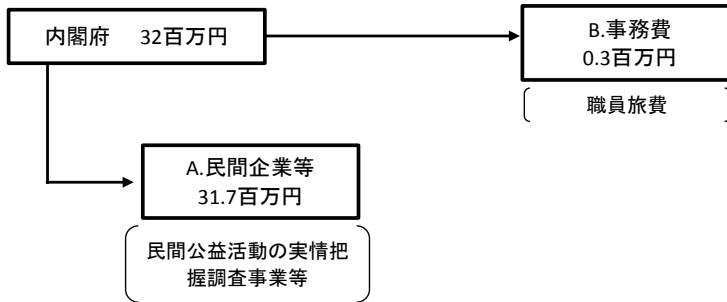 内閣府　32百万円
B.事務費
0.3百万円
職員旅費
A.民間企業等
31.7百万円
民間公益活動の実情把
握調査事業等